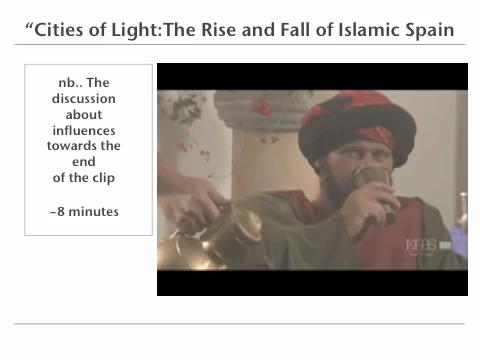 “Cities of Light:The Rise and Fall of Islamic Spain
nb.. The
discussion
about
influences
towards the
end
of the clip
~8 minutes
KPBS